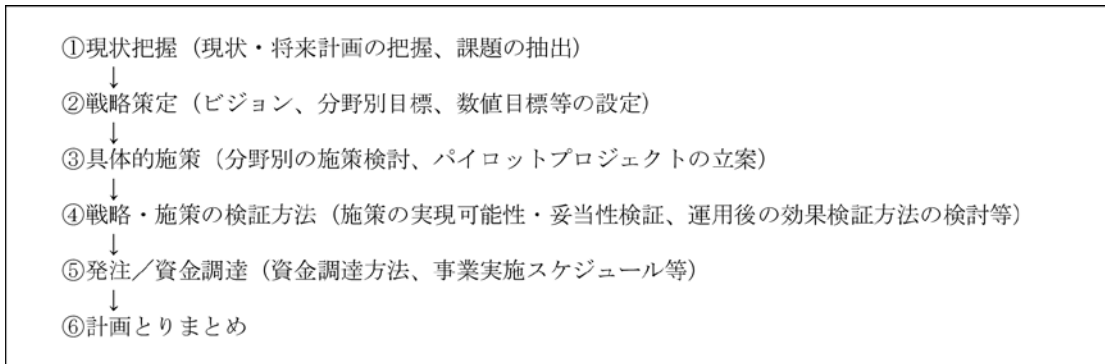 ①現状把握（現状・将来計画の把握、課題の抽出）
↓
②戦略策定（ビジョン、分野別目標、数値目標等の設定）
↓
③具体的施策（分野別の施策検討、パイロットプロジェクトの立案）
↓
④戦略・施策の検証方法（施策の実現可能性・妥当性検証、運用後の効果検証方法の検討等）
↓
⑤発注／資金調達（資金調達方法、事業実施スケジュール等）
↓
⑥計画とりまとめ